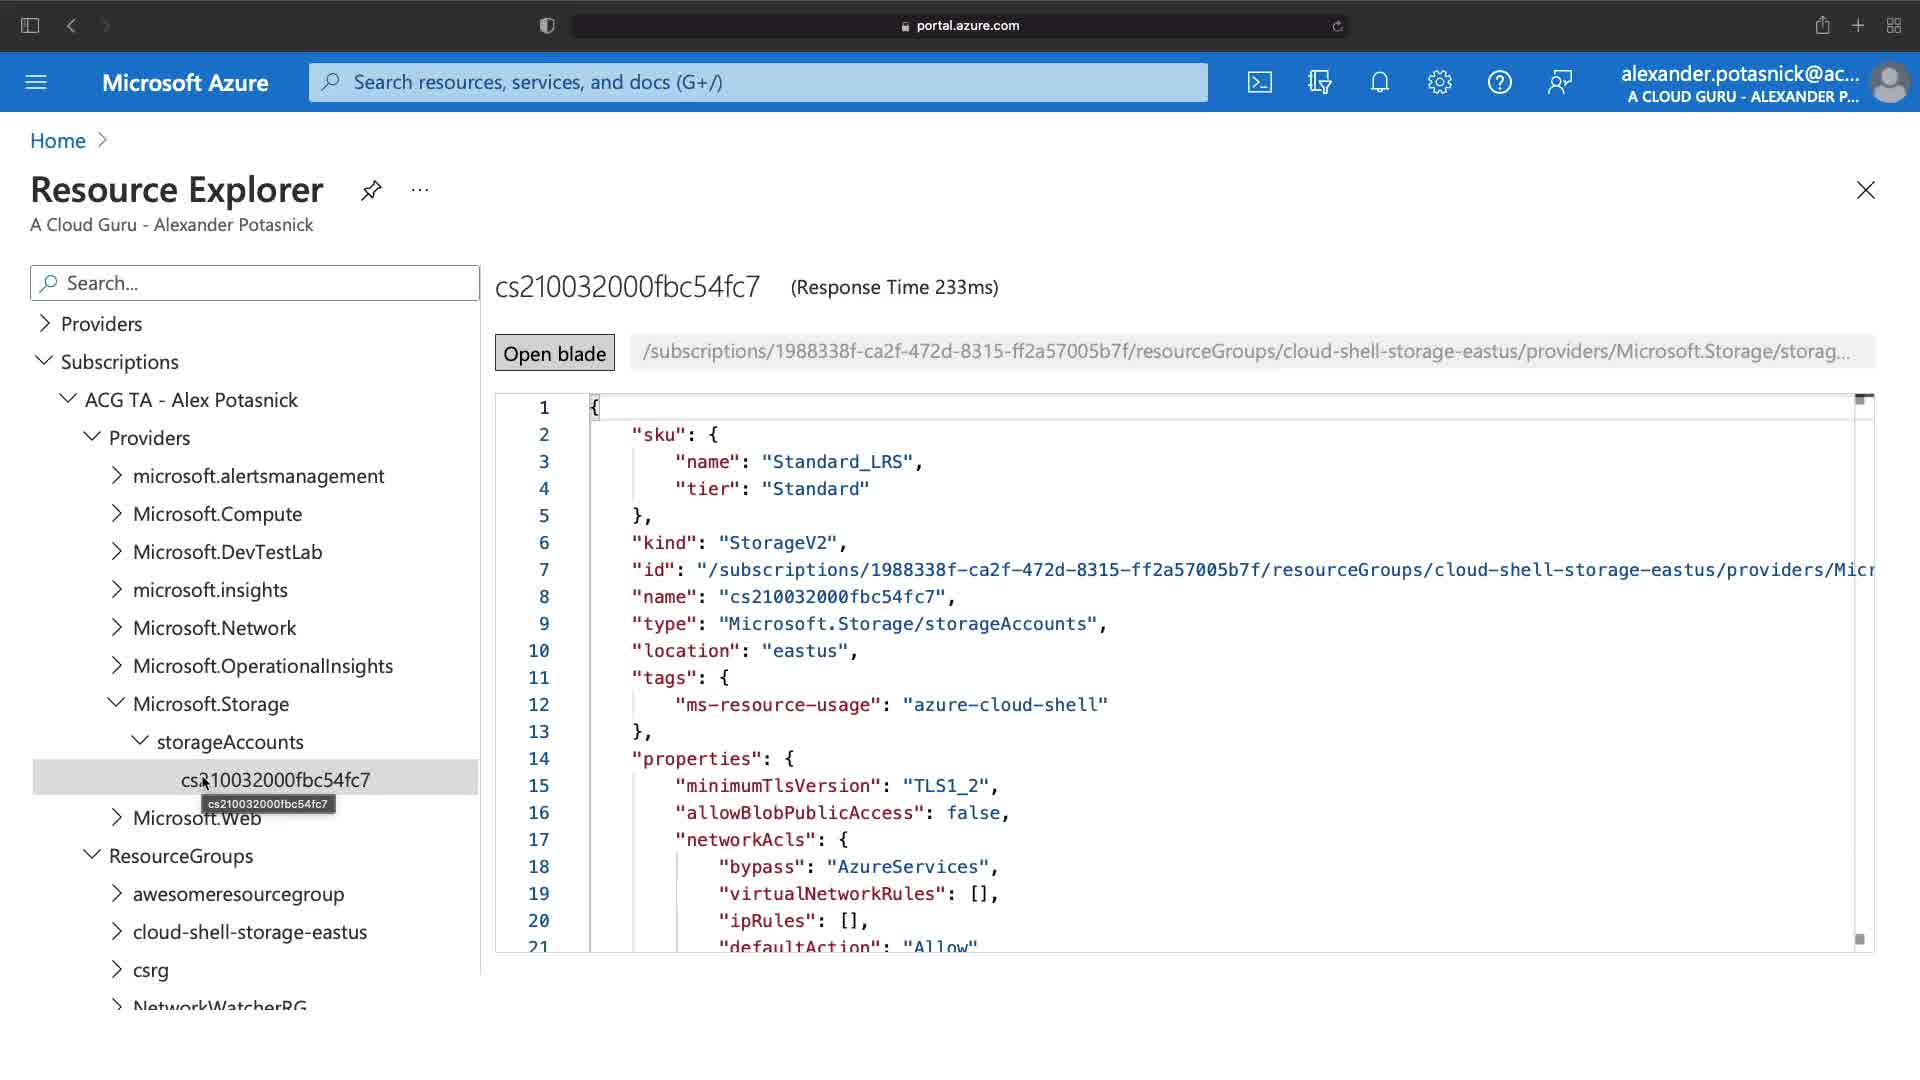 portal.azure.com
Microsoft Azure
Search resources, services, and docs (G+/)
alexander.potasnick@ac...
A CLOUD GURU - ALEXANDER P...
Home
Resource Explorer
A Cloud Guru - Alexander Potasnick
Search...
Providers
Subscriptions
ACG TA - Alex Potasnick
Providers
microsoft.alertsmanagement
Microsoft.Compute
Microsoft.DevTestLab
microsoft.insights
Microsoft.Network
Microsoft.OperationalInsights
Microsoft.Storage
storageAccounts
cs210032000fbc54fc7
cs210032000fbc54fc7
Microsoft.Web
ResourceGroups
awesomeresourcegroup
cloud-shell-storage-eastus
csrg
NetworkWatcherRG
cs210032000fbc54fc7 (Response Time 233ms)
Open blade /subscriptions/1988338f-ca2f-472d-8315-ff2a57005b7f/resourceGroups/cloud-shell-storage-eastus/providers/Microsoft.Storage/storag...
1 {
2 "sku": {
3 "name": "Standard_LRS",
4 "tier": "Standard"
5 },
6 "kind": "StorageV2",
7 "id": "/subscriptions/1988338f-ca2f-472d-8315-ff2a57005b7f/resourceGroups/cloud-shell-storage-eastus/providers/Micr
8 "name": "cs210032000fbc54fc7",
9 "type": "Microsoft.Storage/storageAccounts",
10 "location": "eastus",
11 "tags": {
12 "ms-resource-usage": "azure-cloud-shell"
13 },
14 "properties": {
15 "minimumTlsVersion": "TLS1_2",
16 "allowBlobPublicAccess": false,
17 "networkAcls": {
18 "bypass": "AzureServices",
19 "virtualNetworkRules": [],
20 "ipRules": [],
21 "defaultAction": "Allow"